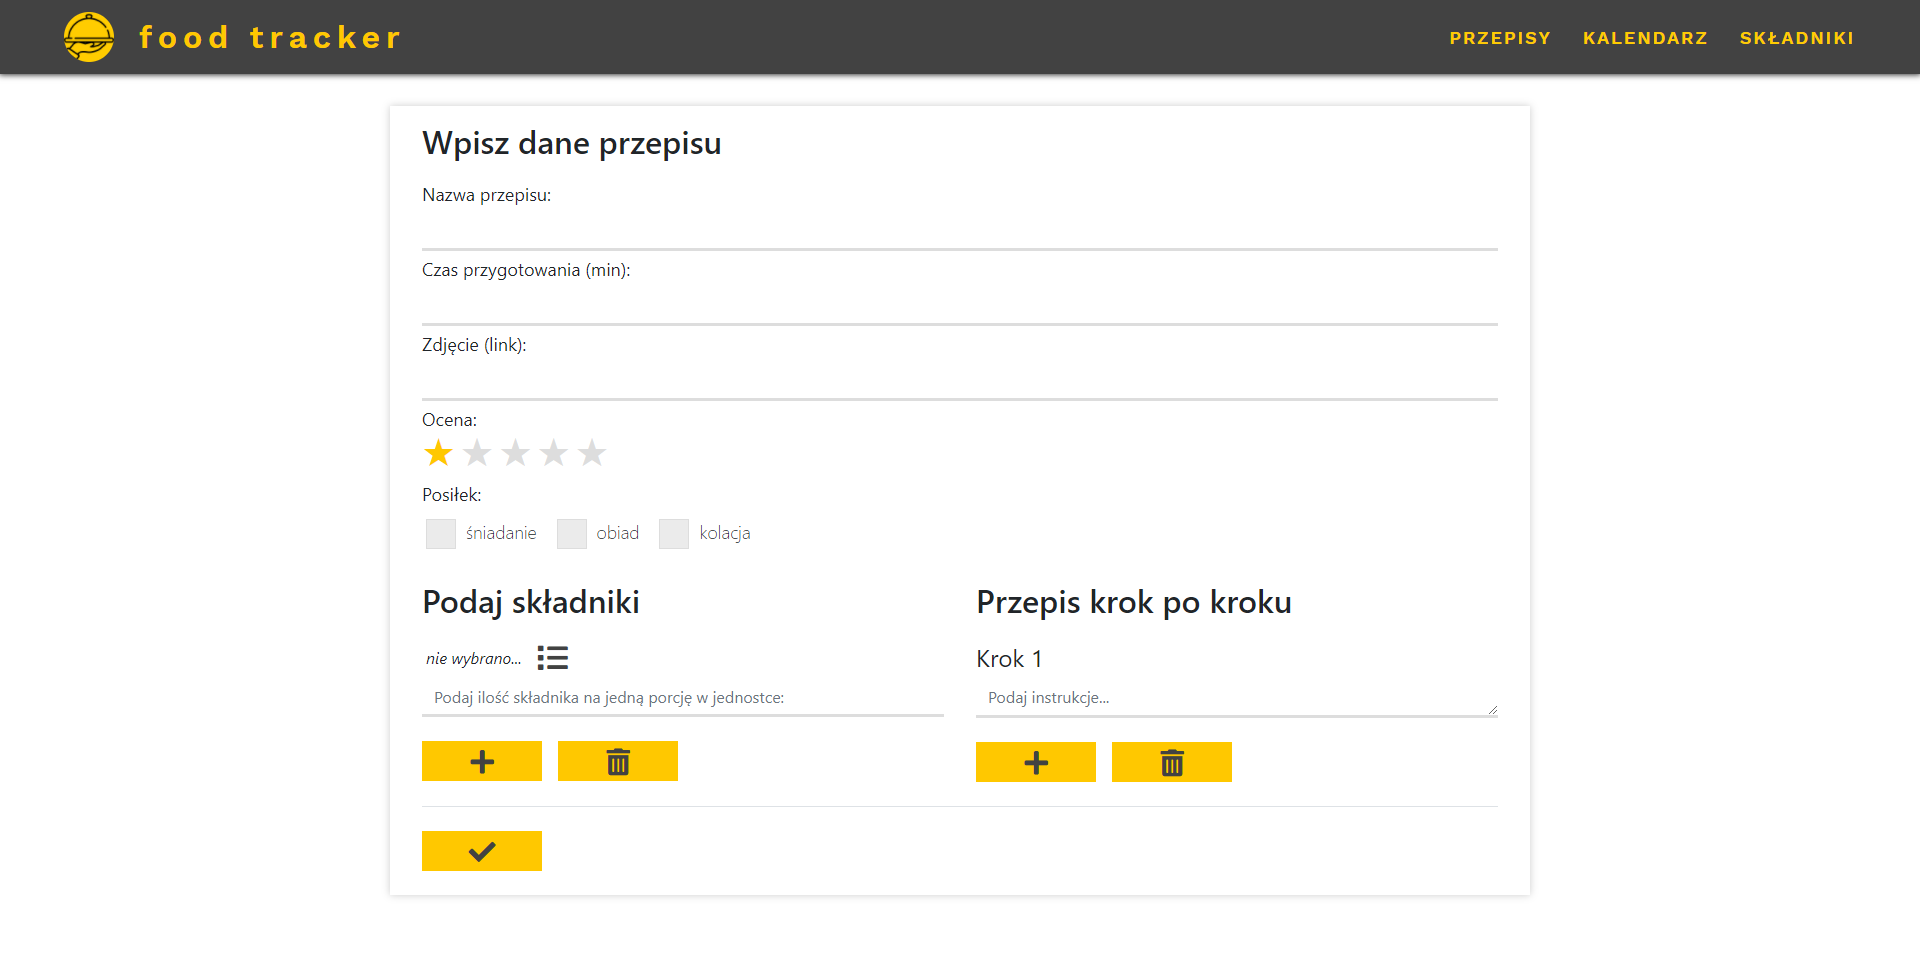 food tracker
PRZEPISY KALENDARZ SKŁADNIKI
Wpisz dane przepisu
Nazwa przepisu:
Czas przygotowania (min):
Zdjęcie (link):
Ocena:
Posiłek:
śniadanie obiad kolacja
Podaj składniki
nie wybrano...
Podaj ilość składnika na jedną porcję w jednostce:
Przepis krok po kroku
Krok 1
Podaj instrukcje...